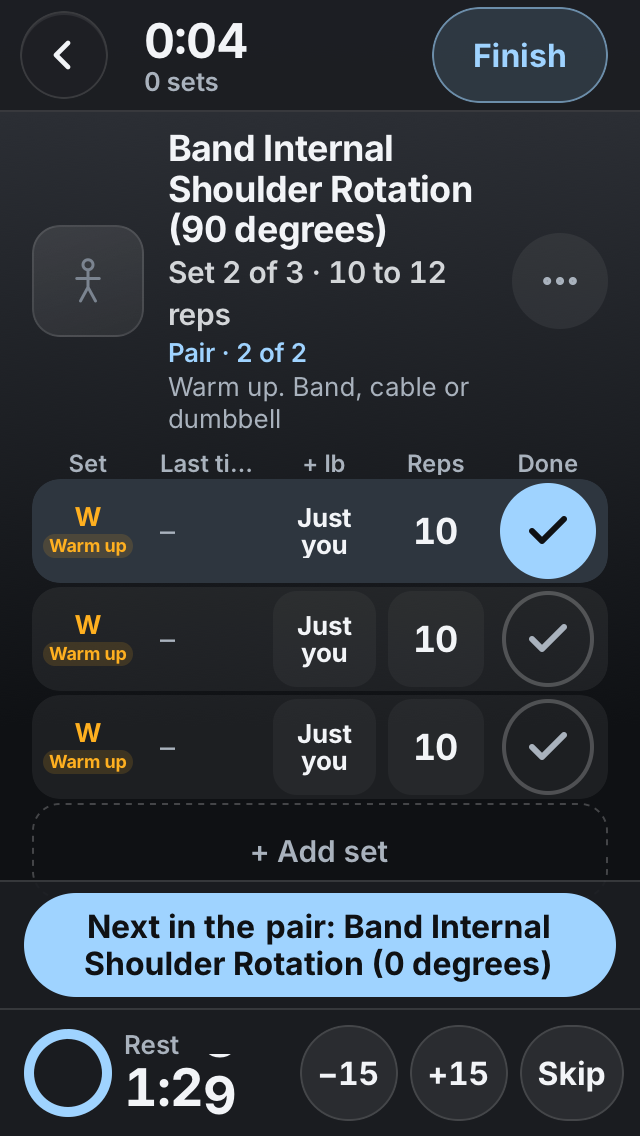 0:04
0 sets
Finish
Band Internal
Shoulder Rotation
(90 degrees)
Set 2 of 3 · 10 to 12
reps
Pair · 2 of 2
Warm up. Band, cable or
dumbbell
Set Last ti... + lb Reps Done
W
Warm up
–
Just
you
10
W
Warm up
–
Just
you
10
W
Warm up
–
Just
you
10
+ Add set
Next in the pair: Band Internal
Shoulder Rotation (0 degrees)
Rest
1:29
−15
+15
Skip